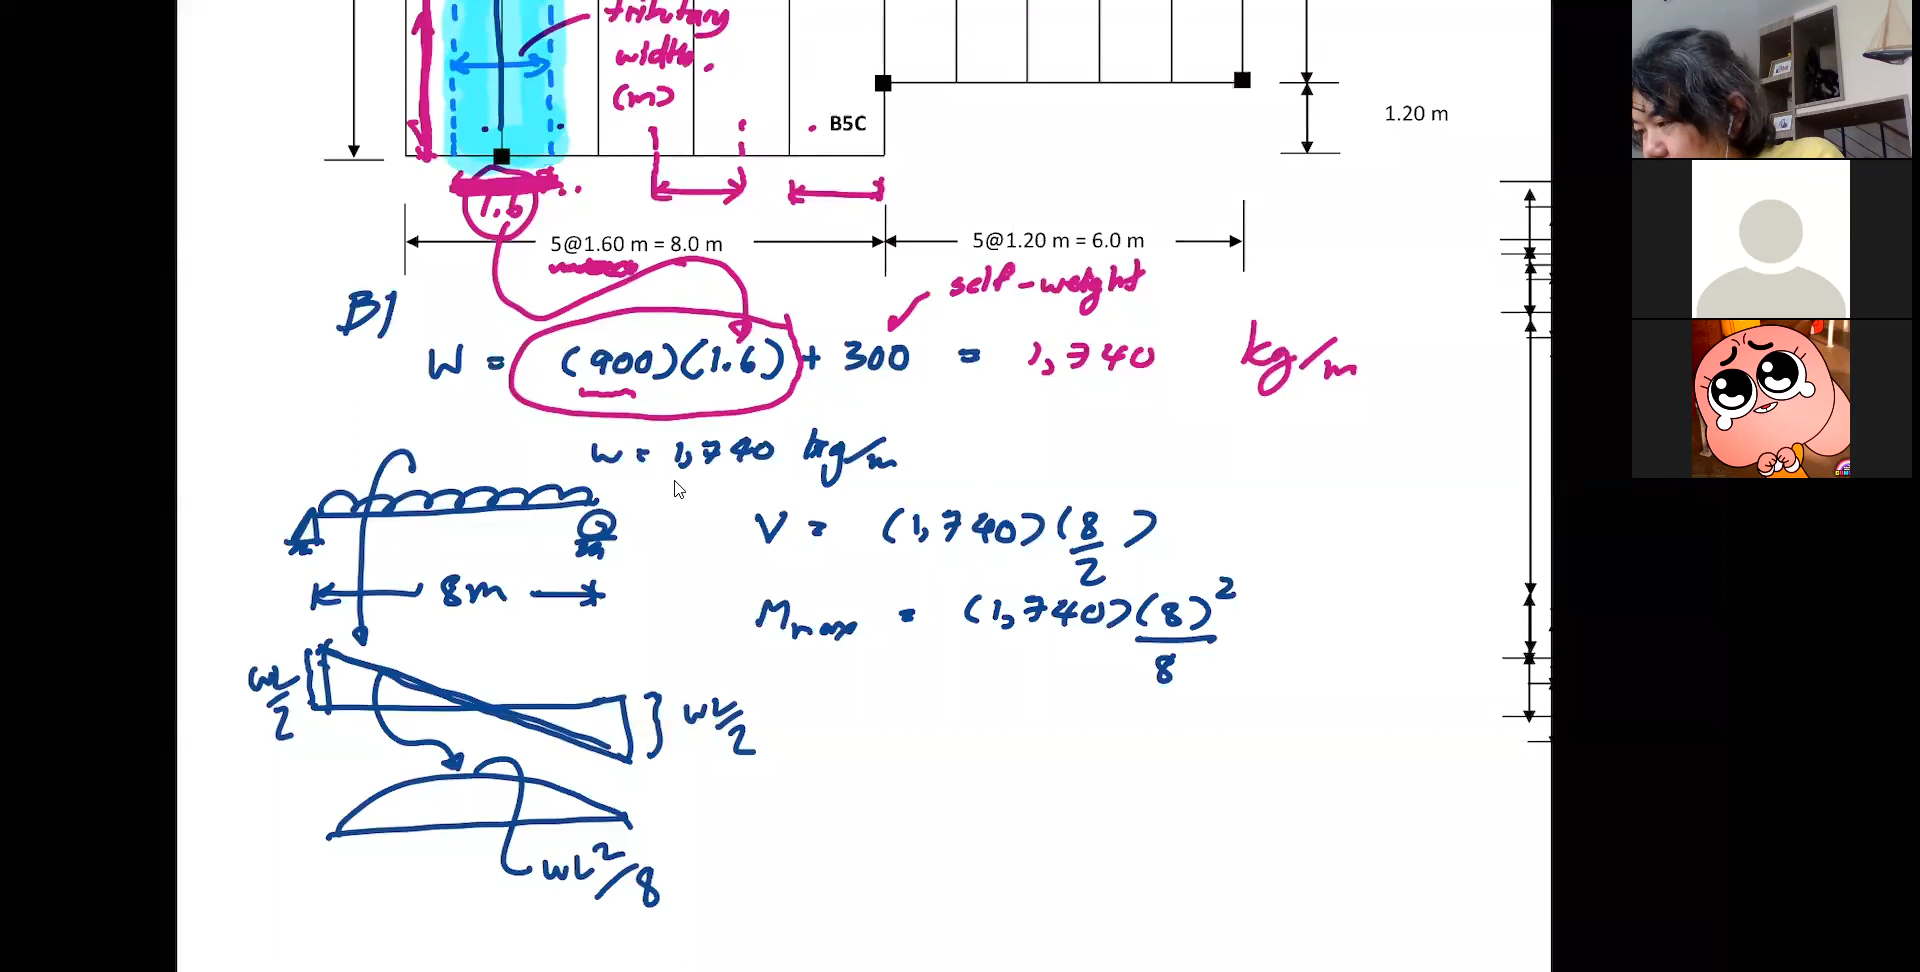 tributary
width.
(m)
B5C
1.20 m
1.6
5@1.60 m = 8.0 m
5@1.20 m = 6.0 m
self-weight
B1
W = (900)(1.6) + 300 = 1,740 kg/m
w = 1,740 kg/m
V = (1,740)(8/2)
8m
Mmax = (1,740)(8)²/8
wL/2
wL/2
wL²/8